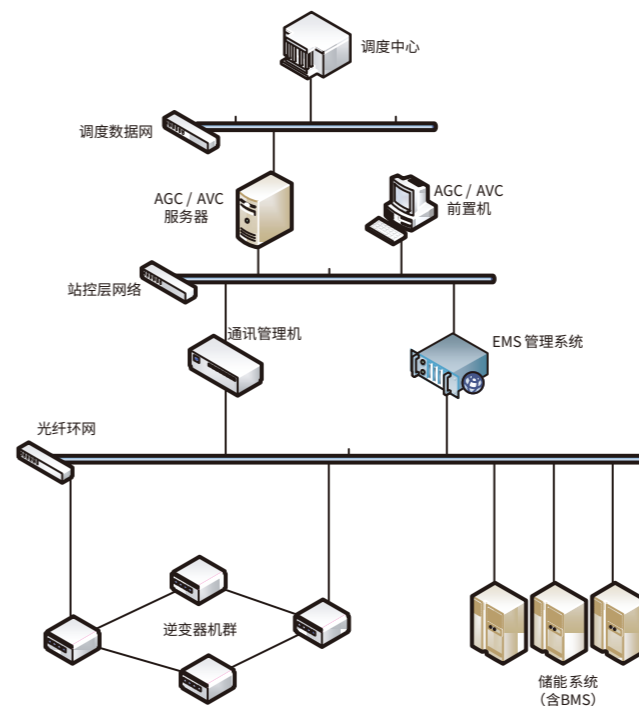 调度中心
调度数据网
AGC / AVC
服务器
AGC / AVC
前置机
站控层网络
通讯管理机
EMS 管理系统
光纤环网
逆变器机群
储能系统
（含BMS）